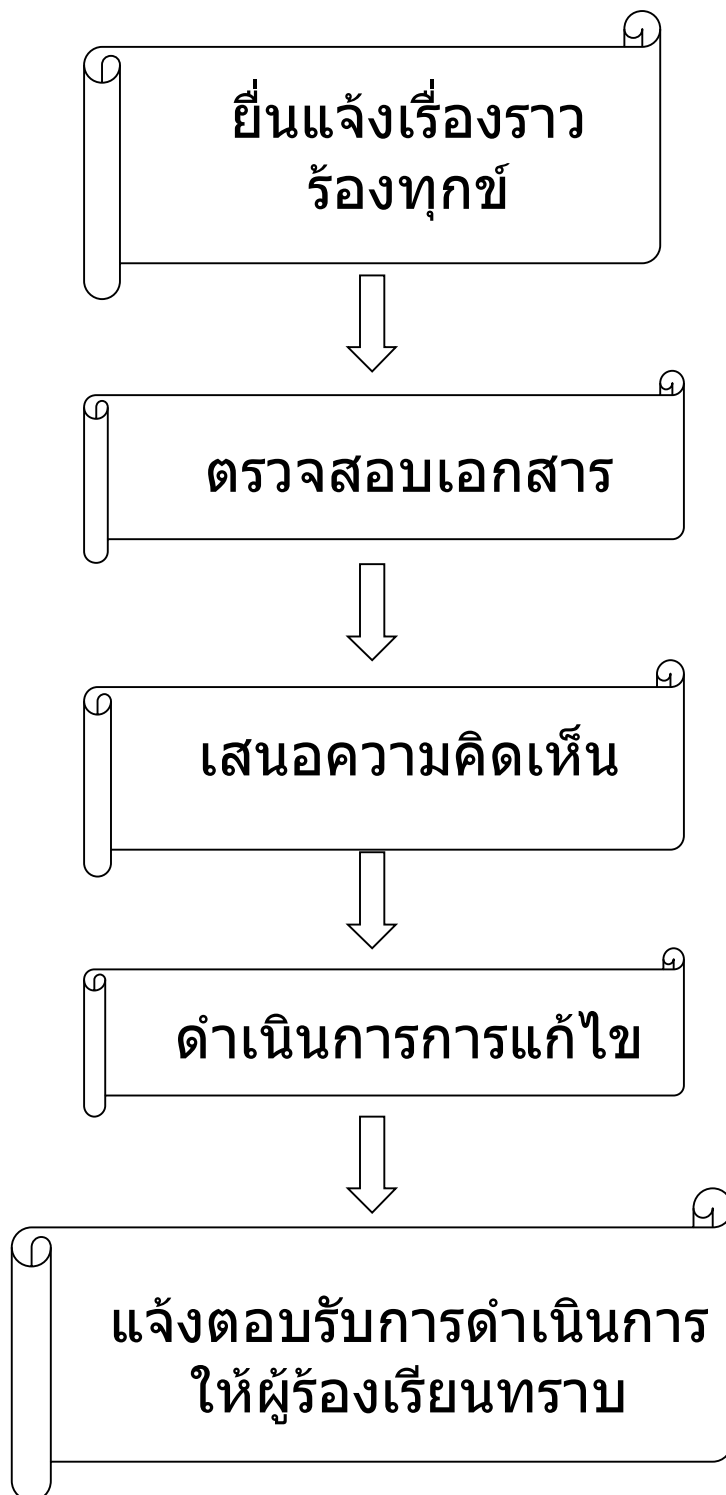 ยื่นแจ้งเรื่องราว
ร้องทุกข์
ตรวจสอบเอกสาร
เสนอความคิดเห็น
ดำเนินการการแก้ไข
แจ้งตอบรับการดำเนินการ
ให้ผู้ร้องเรียนทราบ